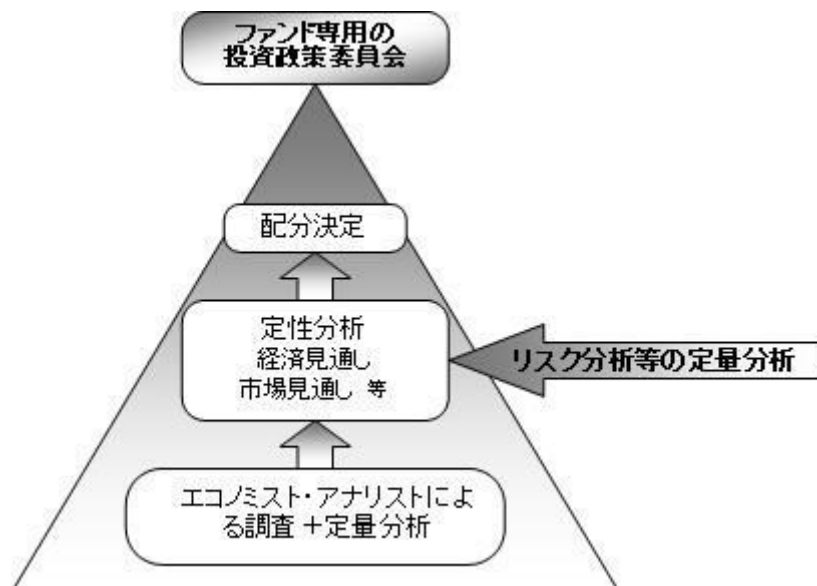 ファンド専用の
投資政策委員会
配分決定
定性分析
経済見通し
市場見通し 等
リスク分析等の定量分析
エコノミスト・アナリストによ
る調査＋定量分析